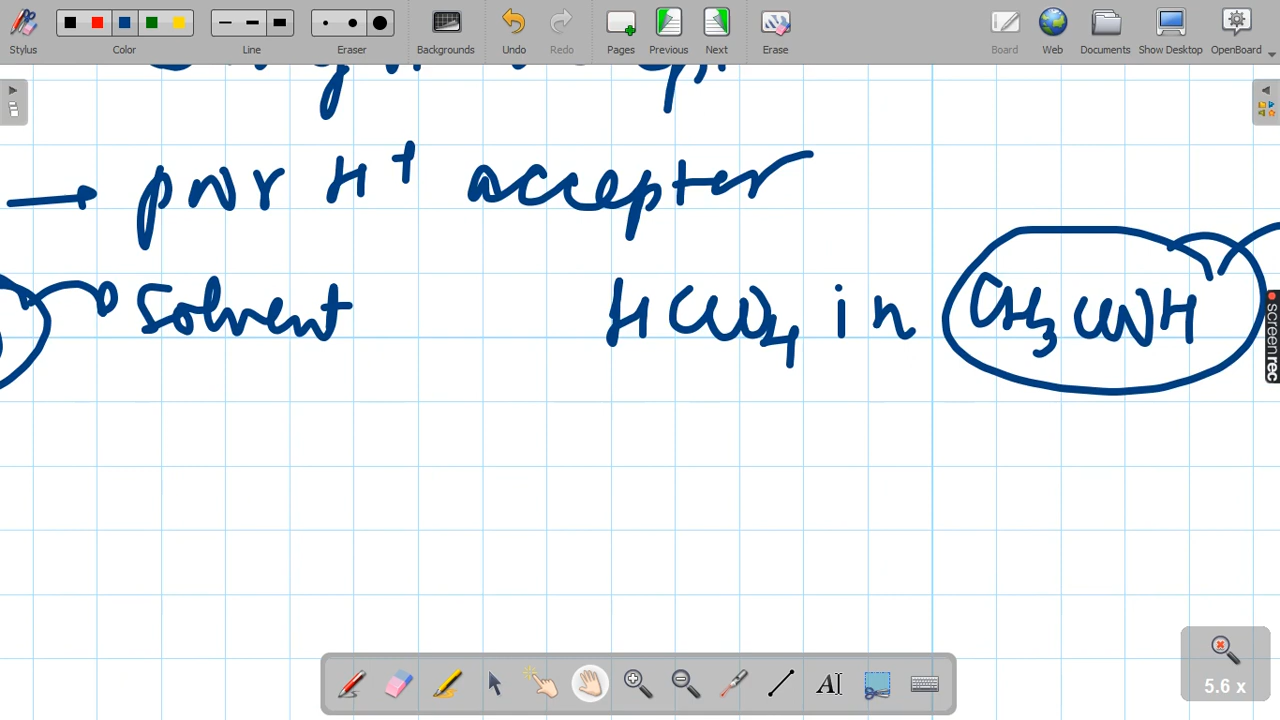 Stylus Color Line Eraser Backgrounds Undo Redo Pages Previous Next Erase Board Web Documents Show Desktop OpenBoard
→ poor H+ accepter
Solvent HClO4 in CH3COOH
screenrec
5.6 x